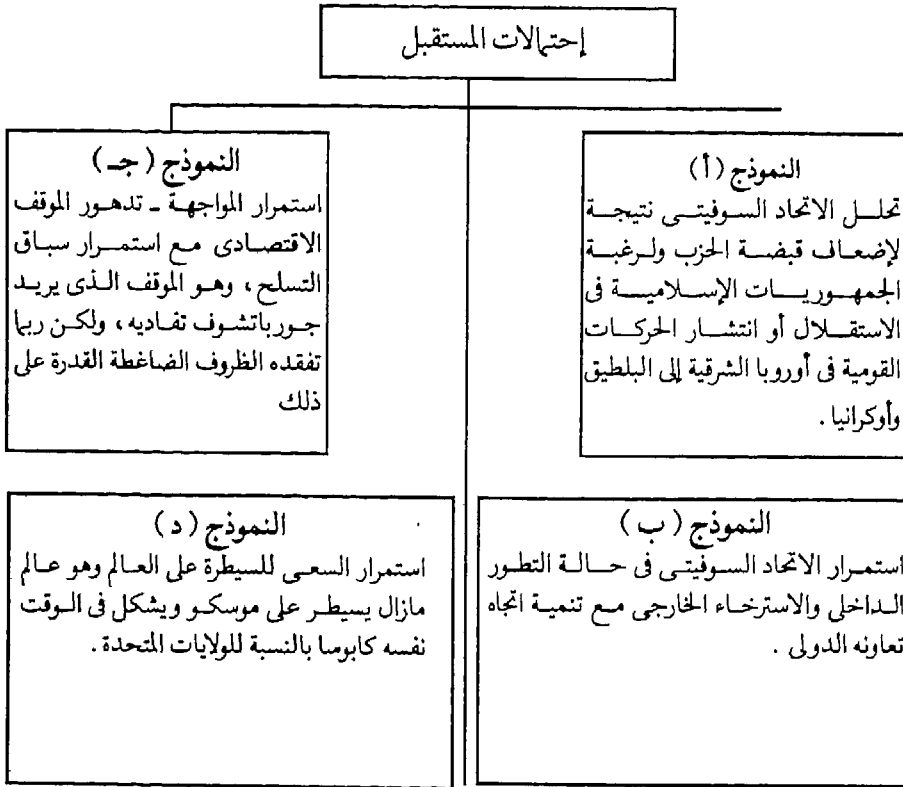 إحتمالات المستقبل
النموذج ( أ )
تحلل الاتحاد السوفيتى نتيجة
لإضعاف قبضة الحزب ولرغبة
الجمهوريات الإسلامية فى
الاستقلال أو انتشار الحركات
القومية فى أوروبا الشرقية إلى البلطيق
وأوكرانيا .
النموذج ( جـ )
استمرار المواجهة ـ تدهور الموقف
الاقتصادى مع استمرار سباق
التسلح ، وهو الموقف الذى يريد
جورباتشوف تفاديه ، ولكن ربما
تفقده الظروف الضاغطة القدرة على
ذلك
النموذج ( ب )
استمرار الاتحاد السوفيتى فى حالة التطور
الداخلى والاسترخاء الخارجى مع تنمية اتجاه
تعاونه الدولى .
النموذج ( د )
استمرار السعى للسيطرة على العالم وهو عالم
مازال يسيطر على موسكو ويشكل فى الوقت
نفسه كابوسا بالنسبة للولايات المتحدة .